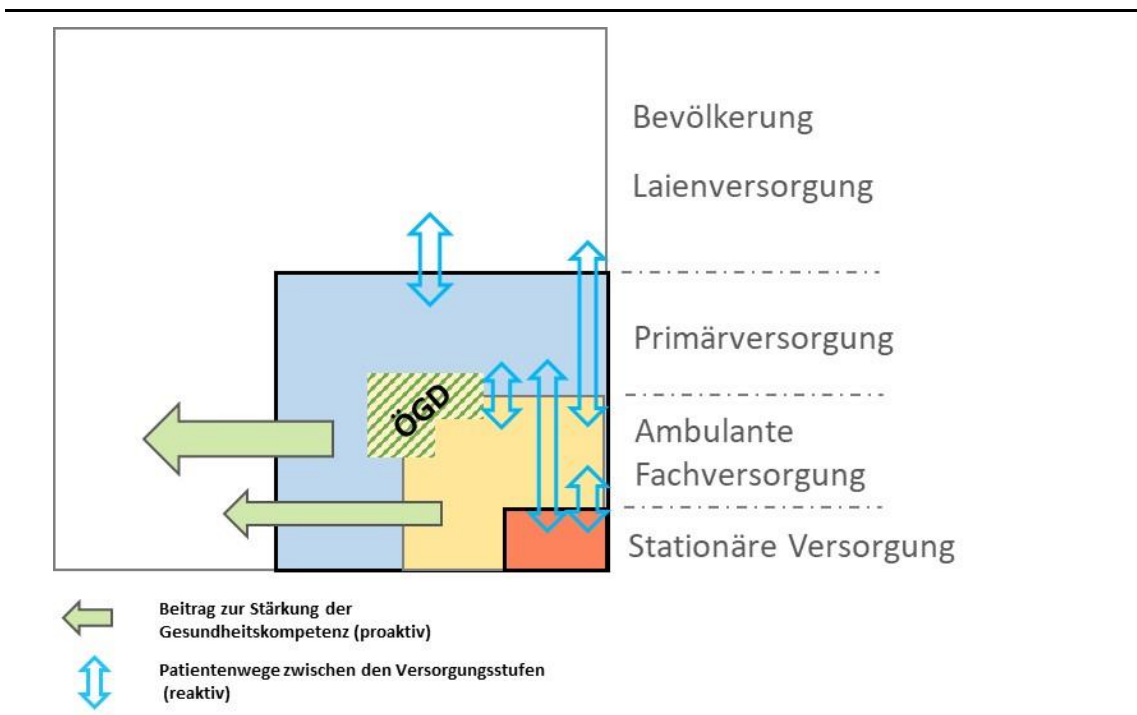 Bevölkerung
Laienversorgung
Primärversorgung
ÖGD
Ambulante
Fachversorgung
Stationäre Versorgung
Beitrag zur Stärkung der
Gesundheitskompetenz (proaktiv)
Patientenwege zwischen den Versorgungsstufen
(reaktiv)